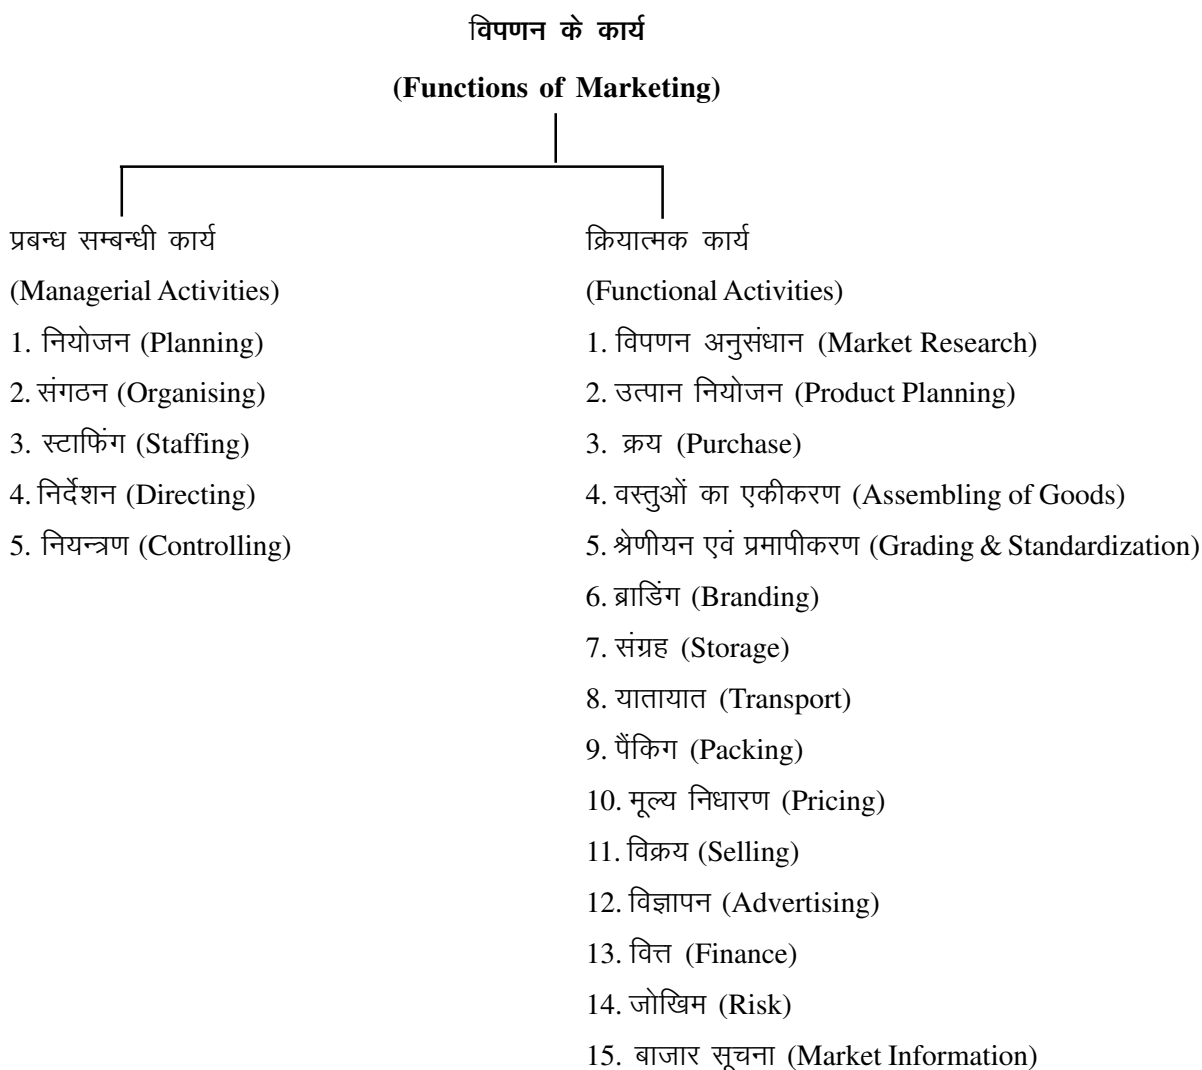 विपणन के कार्य
(Functions of Marketing)
प्रबन्ध सम्बन्धी कार्य
(Managerial Activities)
1. नियोजन (Planning)
2. संगठन (Organising)
3. स्टाफिंग (Staffing)
4. निर्देशन (Directing)
5. नियन्त्रण (Controlling)
क्रियात्मक कार्य
(Functional Activities)
1. विपणन अनुसंधान (Market Research)
2. उत्पान नियोजन (Product Planning)
3. क्रय (Purchase)
4. वस्तुओं का एकीकरण (Assembling of Goods)
5. श्रेणीयन एवं प्रमापीकरण (Grading & Standardization)
6. ब्राडिंग (Branding)
7. संग्रह (Storage)
8. यातायात (Transport)
9. पैंकिग (Packing)
10. मूल्य निधारण (Pricing)
11. विक्रय (Selling)
12. विज्ञापन (Advertising)
13. वित्त (Finance)
14. जोखिम (Risk)
15. बाजार सूचना (Market Information)